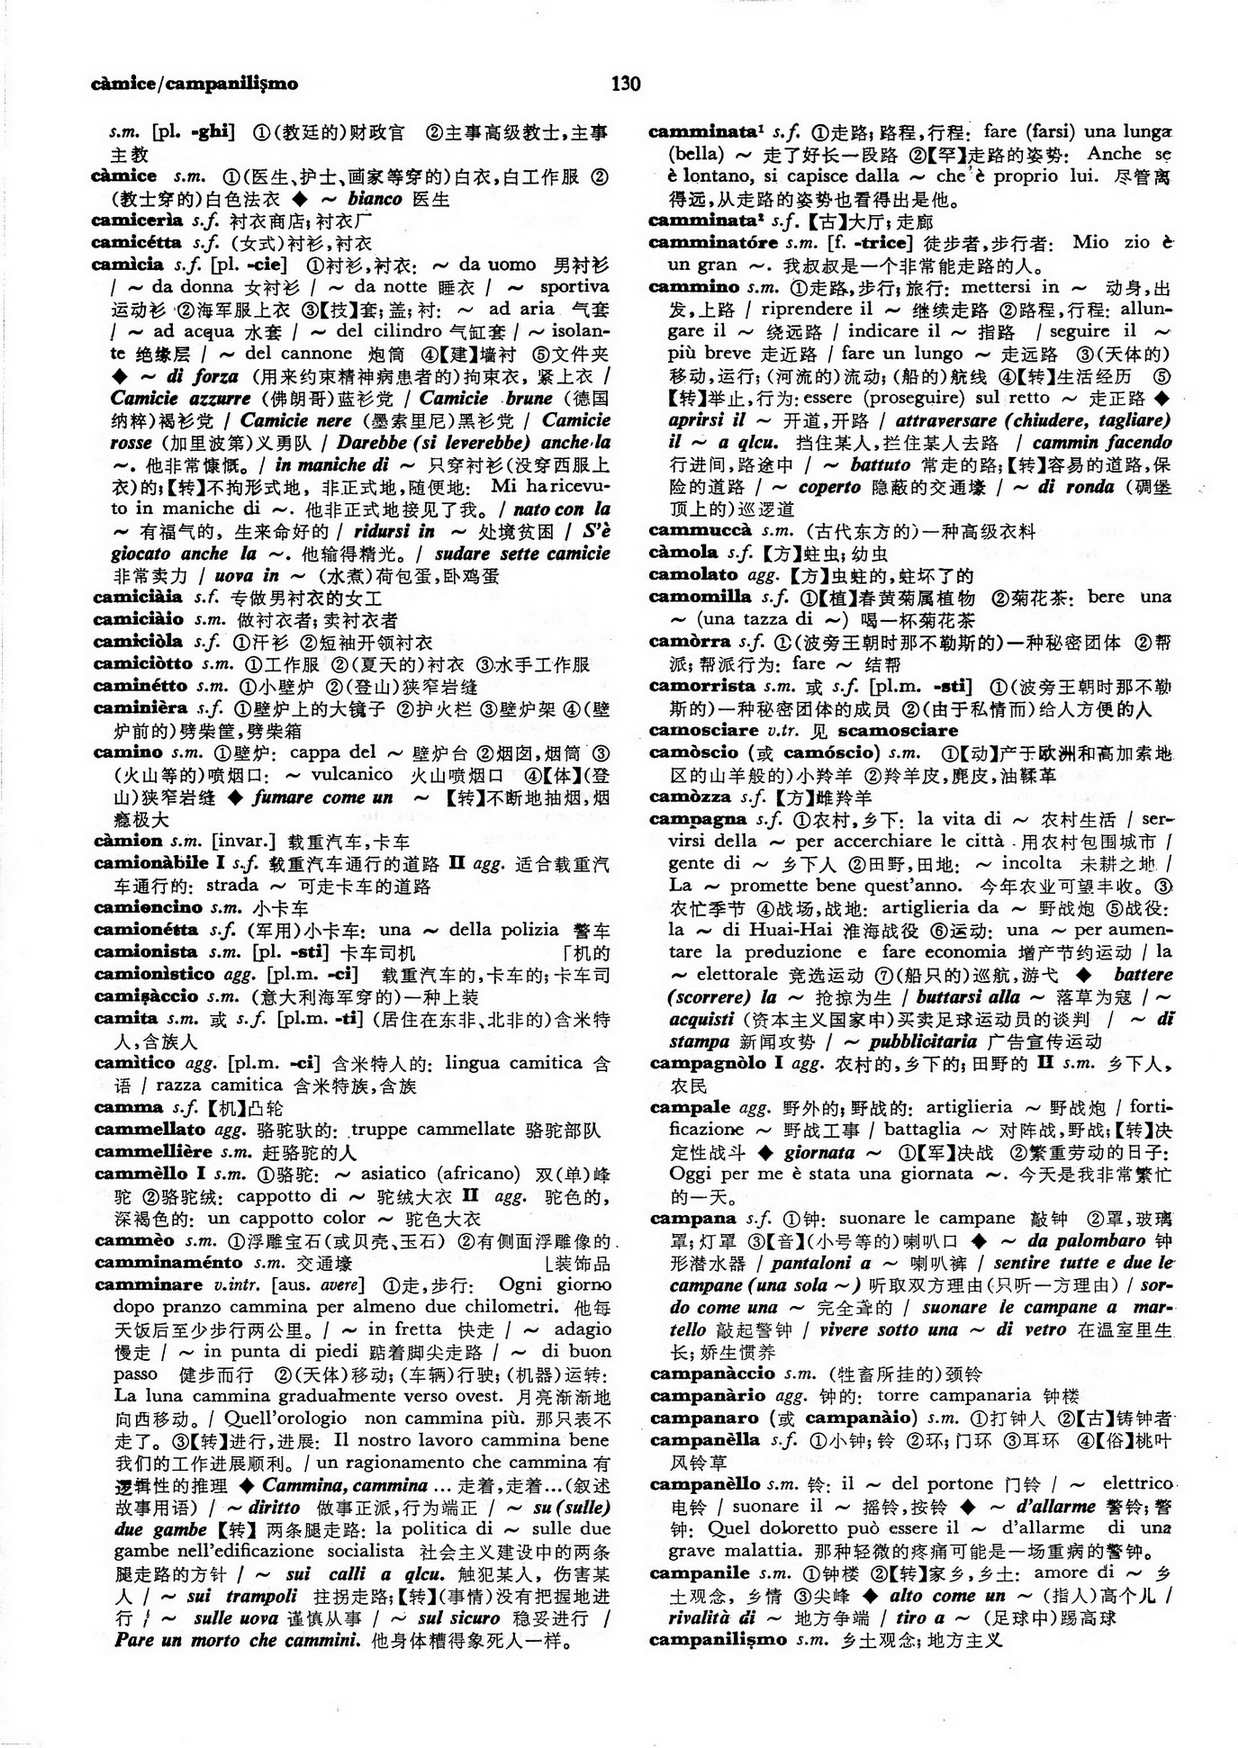 càmice/campanilișmo
130
s.m. [pl. -ghi] ①(教廷的)财政官 ②主事高级教士,主事
主教
càmice s.m. ①(医生、护士、画家等穿的)白衣,白工作服 ②
(教士穿的)白色法衣 ◆ ~ bianco 医生
camicerìa s.f. 衬衣商店;衬衣厂
camicétta s.f. (女式)衬衫,衬衣
camìcia s.f. [pl. -cie] ①衬衫,衬衣: ~ da uomo 男衬衫
/ ~ da donna 女衬衫 / ~ da notte 睡衣 / ~ sportiva
运动衫 ②海军服上衣 ③【技】套;盖;衬: ~ ad aria 气套
/ ~ ad acqua 水套 / ~ del cilindro 气缸套 / ~ isolan-
te 绝缘层 / ~ del cannone 炮筒 ④【建】墙衬 ⑤文件夹
◆ ~ di forza (用来约束精神病患者的)拘束衣, 紧上衣 /
Camicie azzurre (佛朗哥)蓝衫党 / Camicie brune (德国
纳粹)褐衫党 / Camicie nere (墨索里尼)黑衫党 / Camicie
rosse (加里波第)义勇队 / Darebbe (si leverebbe) anche la
~. 他非常慷慨。/ in maniche di ~ 只穿衬衫(没穿西服上
衣)的;【转】不拘形式地, 非正式地,随便地: Mi ha ricevu-
to in maniche di ~. 他非正式地接见了我。/ nato con la
~ 有福气的, 生来命好的 / ridursi in ~ 处境贫困 / S'è
giocato anche la ~. 他输得精光。/ sudare sette camicie
非常卖力 / uova in ~ (水煮)荷包蛋,卧鸡蛋
camiciàia s.f. 专做男衬衣的女工
camiciàio s.m. 做衬衣者;卖衬衣者
camiciòla s.f. ①汗衫 ②短袖开领衬衣
camiciòtto s.m. ①工作服 ②(夏天的)衬衣 ③水手工作服
caminétto s.m. ①小壁炉 ②(登山)狭窄岩缝
caminièra s.f. ①壁炉上的大镜子 ②护火栏 ③壁炉架 ④(壁
炉前的)劈柴筐,劈柴箱
camino s.m. ①壁炉: cappa del ~ 壁炉台 ②烟囱,烟筒 ③
(火山等的)喷烟口: ~ vulcanico 火山喷烟口 ④【体】(登
山)狭窄岩缝 ◆ fumare come un ~ 【转】不断地抽烟,烟
瘾极大
càmion s.m. [invar.] 载重汽车,卡车
camionàbile I s.f. 载重汽车通行的道路 II agg. 适合载重汽
车通行的: strada ~ 可走卡车的道路
camioncino s.m. 小卡车
camionétta s.f. (军用)小卡车: una ~ della polizia 警车
camionista s.m. [pl. -sti] 卡车司机 「机的
camionìstico agg. [pl.m. -ci] 载重汽车的,卡车的;卡车司
camișàccio s.m. (意大利海军穿的)一种上装
camita s.m. 或 s.f. [pl.m. -ti] (居住在东非、北非的)含米特
人,含族人
camìtico agg. [pl.m. -ci] 含米特人的: lingua camitica 含
语 / razza camitica 含米特族,含族
camma s.f.【机】凸轮
cammellato agg. 骆驼驮的: truppe cammellate 骆驼部队
cammellière s.m. 赶骆驼的人
cammèllo I s.m. ①骆驼: ~ asiatico (africano) 双(单)峰
驼 ②骆驼绒: cappotto di ~ 驼绒大衣 II agg. 驼色的,
深褐色的: un cappotto color ~ 驼色大衣
cammèo s.m. ①浮雕宝石(或贝壳、玉石) ②有侧面浮雕像的
camminaménto s.m. 交通壕 └装饰品
camminare v.intr. [aus. avere] ①走,步行: Ogni giorno
dopo pranzo cammina per almeno due chilometri. 他每
天饭后至少步行两公里。/ ~ in fretta 快走 / ~ adagio
慢走 / ~ in punta di piedi 踮着脚尖走路 / ~ di buon
passo 健步而行 ②(天体)移动;(车辆)行驶;(机器)运转:
La luna cammina gradualmente verso ovest. 月亮渐渐地
向西移动。/ Quell'orologio non cammina più. 那只表不
走了。③【转】进行,进展: Il nostro lavoro cammina bene
我们的工作进展顺利。/ un ragionamento che cammina 有
逻辑性的推理 ◆ Cammina, cammina ... 走着,走着...(叙述
故事用语) / ~ diritto 做事正派,行为端正 / ~ su (sulle)
due gambe 【转】 两条腿走路: la politica di ~ sulle due
gambe nell'edificazione socialista 社会主义建设中的两条
腿走路的方针 / ~ sui calli a qlcu. 触犯某人, 伤害某
人 / ~ sui trampoli 拄拐走路;【转】(事情)没有把握地进
行 / ~ sulle uova 谨慎从事 / ~ sul sicuro 稳妥进行 /
Pare un morto che cammini. 他身体糟得象死人一样。
camminata¹ s.f. ①走路;路程,行程: fare (farsi) una lunga
(bella) ~ 走了好长一段路 ②【罕】走路的姿势: Anche se
è lontano, si capisce dalla ~ che è proprio lui. 尽管离
得远,从走路的姿势也看得出是他。
camminata² s.f.【古】大厅;走廊
camminatóre s.m. [f. -trice] 徒步者,步行者: Mio zio è
un gran ~. 我叔叔是一个非常能走路的人。
cammino s.m. ①走路,步行;旅行: mettersi in ~ 动身,出
发,上路 / riprendere il ~ 继续走路 ②路程,行程: allun-
gare il ~ 绕远路 / indicare il ~ 指路 / seguire il ~
più breve 走近路 / fare un lungo ~ 走远路 ③(天体的)
移动,运行;(河流的)流动;(船的)航线 ④【转】生活经历 ⑤
【转】举止,行为: essere (proseguire) sul retto ~ 走正路 ◆
aprirsi il ~ 开道,开路 / attraversare (chiudere, tagliare)
il ~ a qlcu. 挡住某人,拦住某人去路 / cammin facendo
行进间,路途中 / ~ battuto 常走的路;【转】容易的道路,保
险的道路 / ~ coperto 隐蔽的交通壕 / ~ di ronda (碉堡
顶上的)巡逻道
cammuccà s.m. (古代东方的)一种高级衣料
càmola s.f.【方】蛀虫;幼虫
camolato agg.【方】虫蛀的,蛀坏了的
camomilla s.f. ①【植】春黄菊属植物 ②菊花茶: bere una
~ (una tazza di ~) 喝一杯菊花茶
camòrra s.f. ①(波旁王朝时那不勒斯的)一种秘密团体 ②帮
派;帮派行为: fare ~ 结帮
camorrista s.m. 或 s.f. [pl.m. -sti] ①(波旁王朝时那不勒
斯的)一种秘密团体的成员 ②(由于私情而)给人方便的人
camosciare v.tr. 见 scamosciare
camòscio (或 camóscio) s.m. ①【动】产于欧洲和高加索地
区的山羊般的)小羚羊 ②羚羊皮,麂皮,油鞣革
camòzza s.f.【方】雌羚羊
campagna s.f. ①农村,乡下: la vita di ~ 农村生活 / ser-
virsi della ~ per accerchiare le città 用农村包围城市 /
gente di ~ 乡下人 ②田野,田地: ~ incolta 未耕之地 /
La ~ promette bene quest'anno. 今年农业可望丰收。③
农忙季节 ④战场,战地: artiglieria da ~ 野战炮 ⑤战役:
la ~ di Huai-Hai 淮海战役 ⑥运动: una ~ per aumen-
tare la produzione e fare economia 增产节约运动 / la
~ elettorale 竞选运动 ⑦(船只的)巡航,游弋 ◆ battere
(scorrere) la ~ 抢掠为生 / buttarsi alla ~ 落草为寇 / ~
acquisti (资本主义国家中)买卖足球运动员的谈判 / ~ di
stampa 新闻攻势 / ~ pubblicitaria 广告宣传运动
campagnòlo I agg. 农村的,乡下的;田野的 II s.m. 乡下人,
农民
campale agg. 野外的;野战的: artiglieria ~ 野战炮 / forti-
ficazione ~ 野战工事 / battaglia ~ 对阵战,野战;【转】决
定性战斗 ◆ giornata ~ ①【军】决战 ②繁重劳动的日子:
Oggi per me è stata una giornata ~. 今天是我非常繁忙
的一天。
campana s.f. ①钟: suonare le campane 敲钟 ②罩,玻璃
罩;灯罩 ③【音】(小号等的)喇叭口 ◆ ~ da palombaro 钟
形潜水器 / pantaloni a ~ 喇叭裤 / sentire tutte e due le
campane (una sola ~) 听取双方理由(只听一方理由) / sor-
do come una ~ 完全聋的 / suonare le campane a mar-
tello 敲起警钟 / vivere sotto una ~ di vetro 在温室里生
长;娇生惯养
campanàccio s.m. (牲畜所挂的)颈铃
campanàrio agg. 钟的: torre campanaria 钟楼
campanaro (或 campanàio) s.m. ①打钟人 ②【古】铸钟者
campanèlla s.f. ①小钟;铃 ②环;门环 ③耳环 ④【俗】桃叶
风铃草
campanèllo s.m. 铃: il ~ del portone 门铃 / ~ elettrico
电铃 / suonare il ~ 摇铃,按铃 ◆ ~ d'allarme 警铃;警
钟: Quel doloretto può essere il ~ d'allarme di una
grave malattia. 那种轻微的疼痛可能是一场重病的警钟。
campanile s.m. ①钟楼 ②【转】家乡,乡土: amore di ~ 乡
土观念, 乡情 ③尖峰 ◆ alto come un ~ (指人)高个儿 /
rivalità di ~ 地方争端 / tiro a ~ (足球中)踢高球
campanilișmo s.m. 乡土观念;地方主义